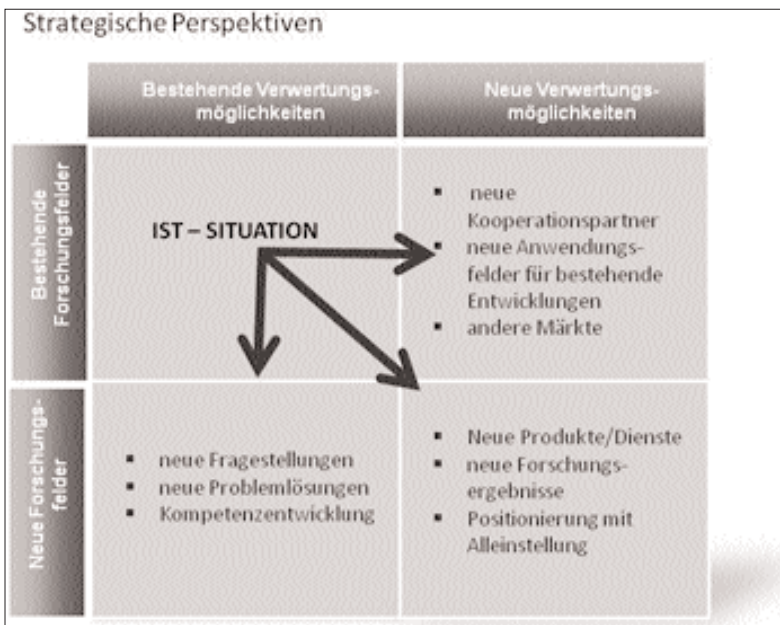 Strategische Perspektiven
Bestehende Verwertungs-
möglichkeiten
Neue Verwertungs-
möglichkeiten
Bestehende
Forschungsfelder
IST – SITUATION
▪ neue
Kooperationspartner
▪ neue Anwendungs-
felder für bestehende
Entwicklungen
▪ andere Märkte
Neue Forschungs-
felder
▪ neue Fragestellungen
▪ neue Problemlösungen
▪ Kompetenzentwicklung
▪ Neue Produkte/Dienste
▪ neue Forschungs-
ergebnisse
▪ Positionierung mit
Alleinstellung